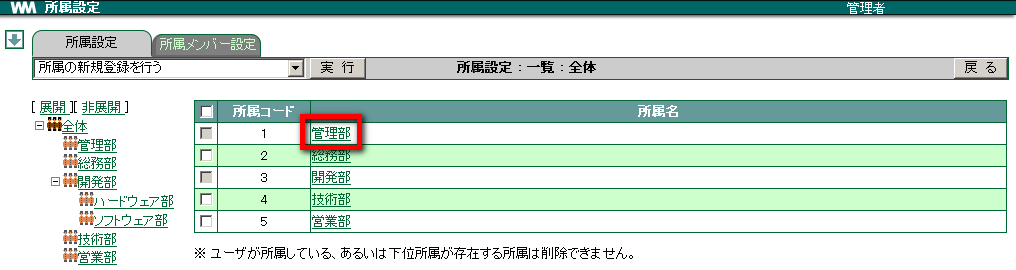 WM 所属設定 管理者
所属設定 所属メンバー設定
所属の新規登録を行う 実 行 所属設定：一覧：全体 戻 る
[ 展開 ][ 非展開 ]
全体
管理部
総務部
開発部
ハードウェア部
ソフトウェア部
技術部
営業部
所属コード 所属名
1 管理部
2 総務部
3 開発部
4 技術部
5 営業部
※ ユーザが所属している、あるいは下位所属が存在する所属は削除できません。